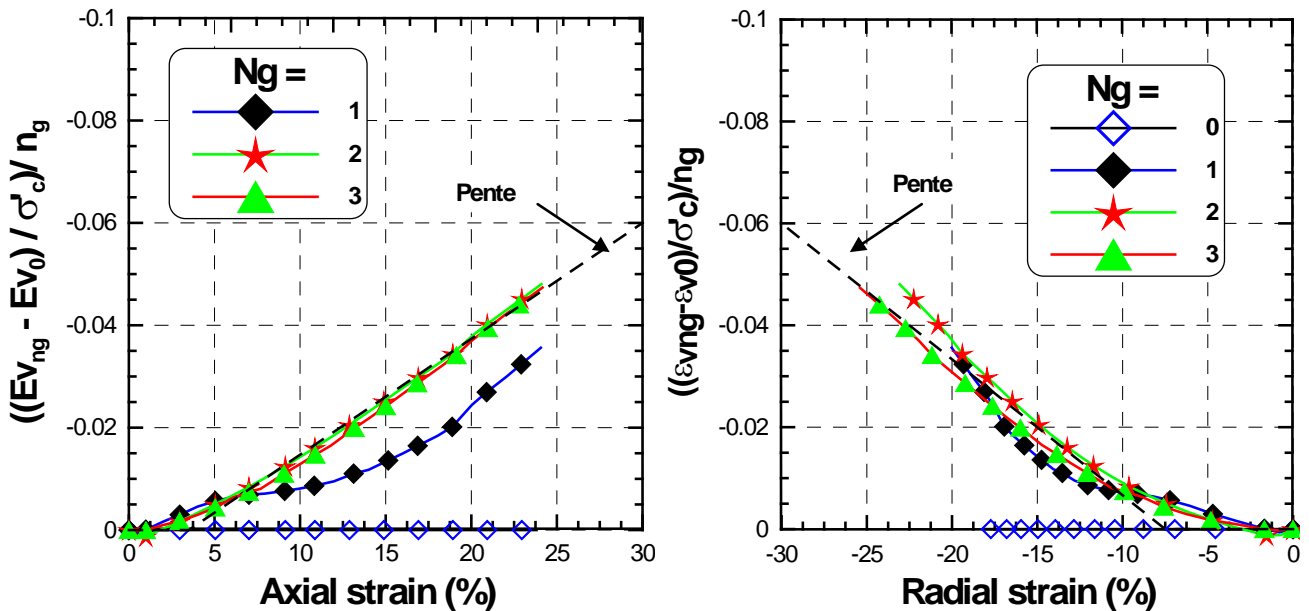 ((Ev_ng - Ev_0) / σ'_c)/ n_g
-0.1
-0.08
-0.06
-0.04
-0.02
0
Ng =
1
2
3
Pente
0 5 10 15 20 25 30
Axial strain (%)
((εvng-εv0)/σ'c)/ng
-0.1
-0.08
-0.06
-0.04
-0.02
0
Ng =
0
1
2
3
Pente
-30 -25 -20 -15 -10 -5 0
Radial strain (%)